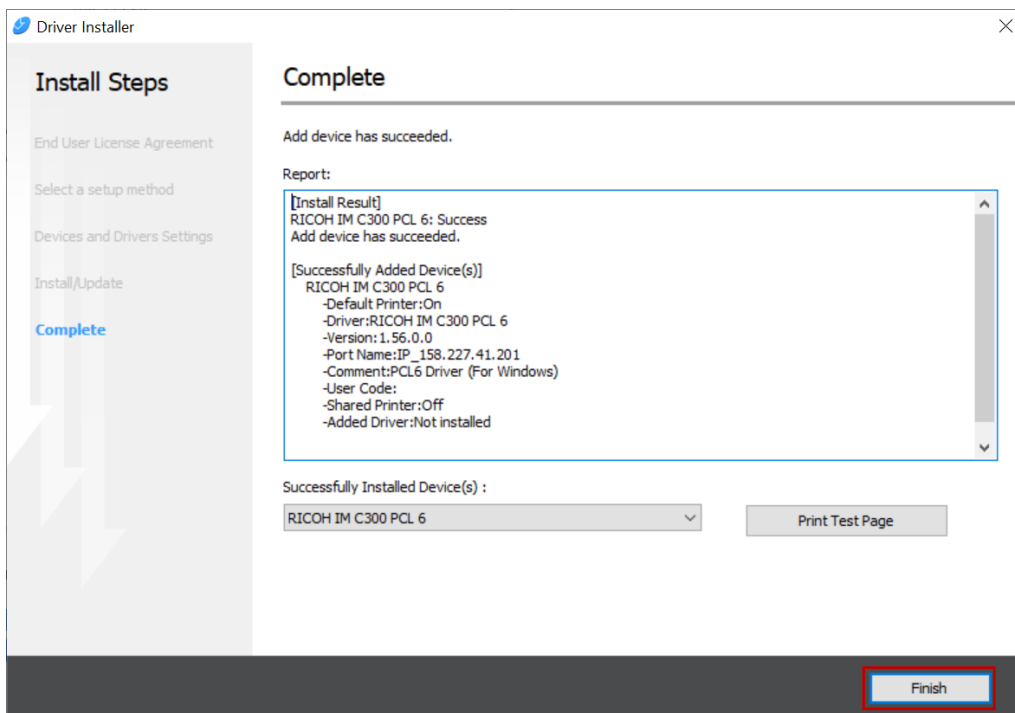 Driver Installer
Install Steps
End User License Agreement
Select a setup method
Devices and Drivers Settings
Install/Update
Complete
Complete
Add device has succeeded.
Report:
[Install Result]
RICOH IM C300 PCL 6: Success
Add device has succeeded.
[Successfully Added Device(s)]
RICOH IM C300 PCL 6
-Default Printer:On
-Driver:RICOH IM C300 PCL 6
-Version:1.56.0.0
-Port Name:IP_158.227.41.201
-Comment:PCL6 Driver (For Windows)
-User Code:
-Shared Printer:Off
-Added Driver:Not installed
Successfully Installed Device(s) :
RICOH IM C300 PCL 6
Print Test Page
Finish